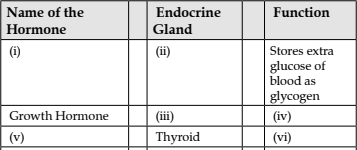 Name of the Hormone Endocrine Gland Function
(i) (ii) Stores extra glucose of blood as glycogen
Growth Hormone (iii) (iv)
(v) Thyroid (vi)